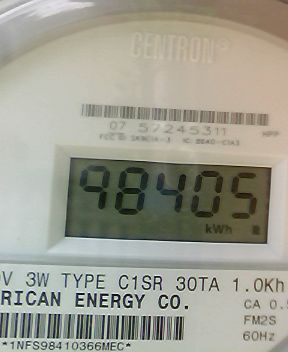 CENTRON®
07 57245311
98405
kWh
V 3W TYPE C1SR 30TA 1.0Kh
RICAN ENERGY CO. CA 0.5
FM2S
60Hz
*1NFS98410366MEC*